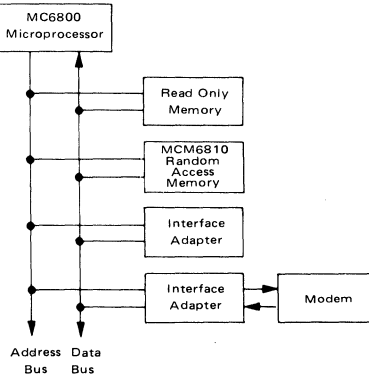 MC6800
Microprocessor
Read Only
Memory
MCM6810
Random
Access
Memory
Interface
Adapter
Interface
Adapter
Modem
Address Data
Bus Bus